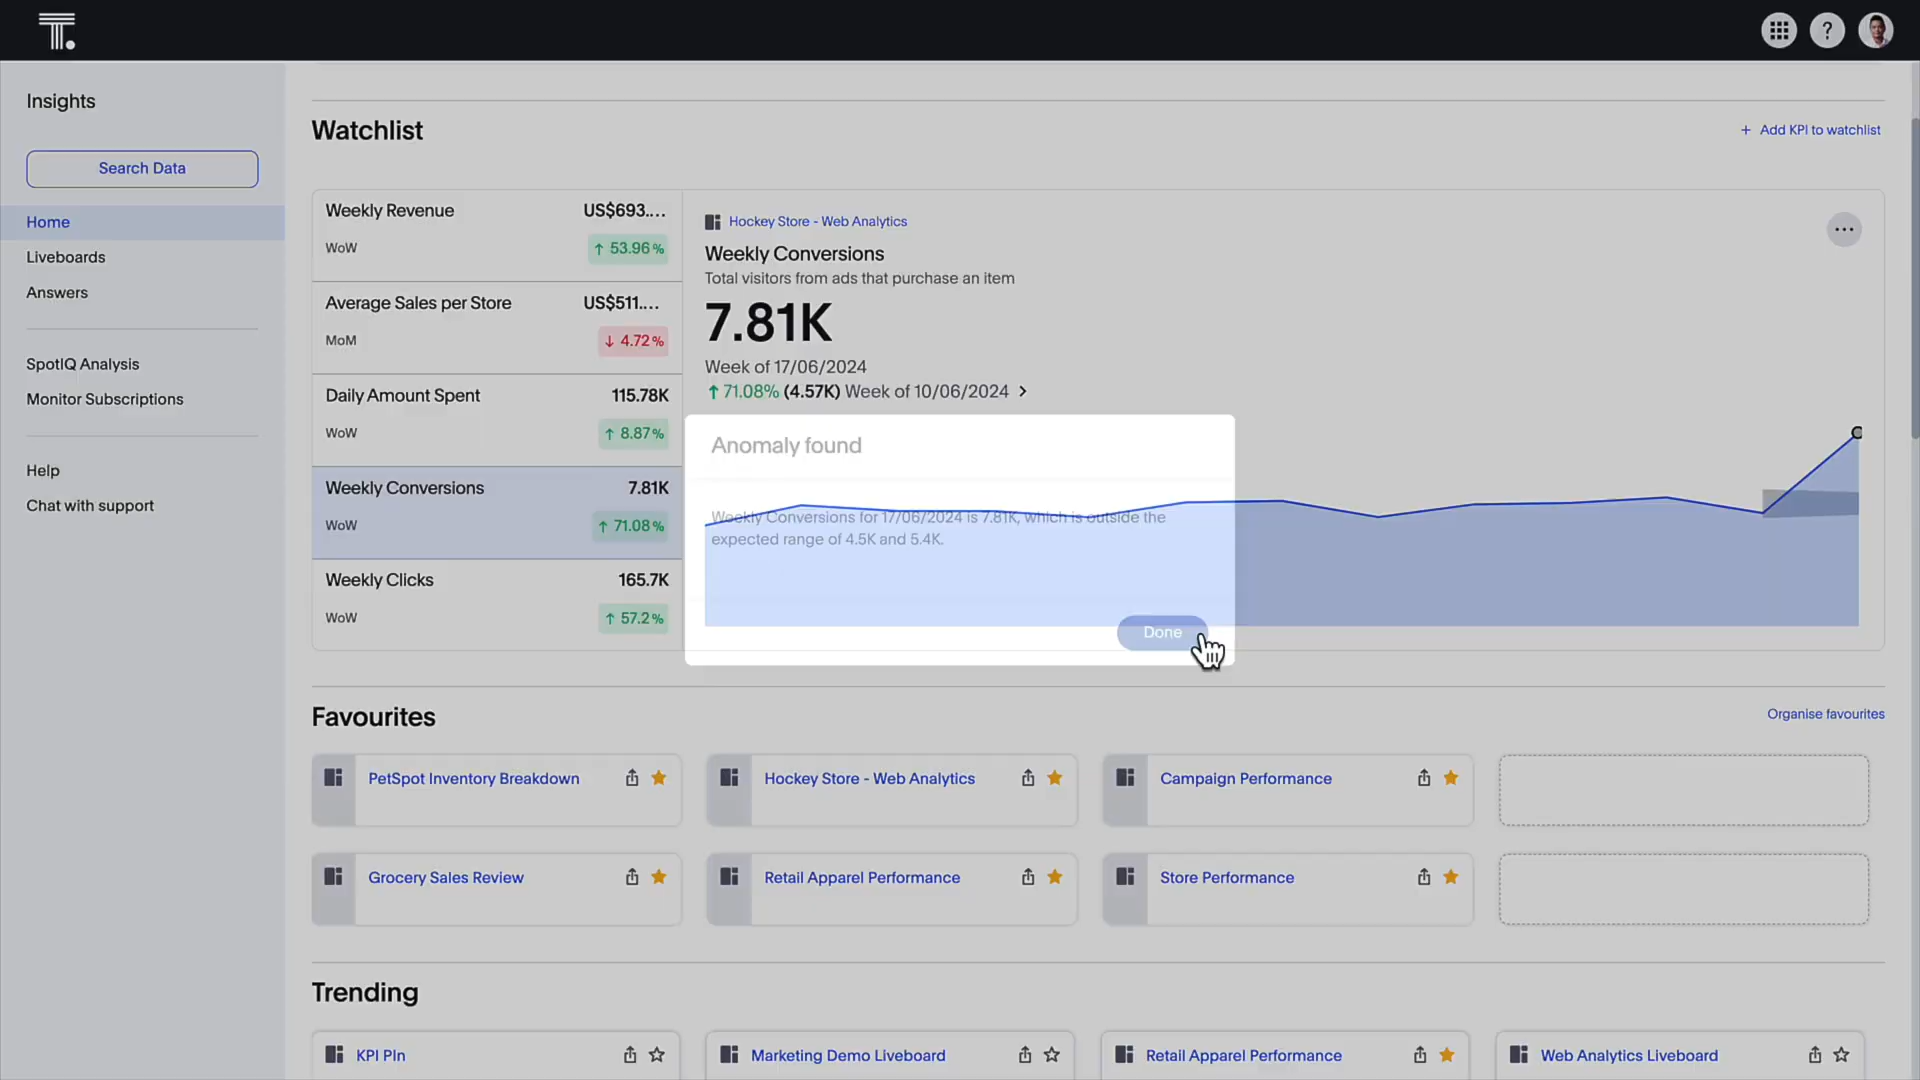 Insights
Search Data
Home
Liveboards
Answers
SpotIQ Analysis
Monitor Subscriptions
Help
Chat with support
Watchlist
+ Add KPI to watchlist
Weekly Revenue US$693....
WoW ↑ 53.96%
Average Sales per Store US$511....
MoM ↓ 4.72%
Daily Amount Spent 115.78K
WoW ↑ 8.87%
Weekly Conversions 7.81K
WoW ↑ 71.08%
Weekly Clicks 165.7K
WoW ↑ 57.2%
Hockey Store - Web Analytics
Weekly Conversions
Total visitors from ads that purchase an item
7.81K
Week of 17/06/2024
↑ 71.08% (4.57K) Week of 10/06/2024 >
Anomaly found
Weekly Conversions for 17/06/2024 is 7.81K, which is outside the
expected range of 4.5K and 5.4K.
Done
Favourites
Organise favourites
PetSpot Inventory Breakdown
Hockey Store - Web Analytics
Campaign Performance
Grocery Sales Review
Retail Apparel Performance
Store Performance
Trending
KPI PIn
Marketing Demo Liveboard
Retail Apparel Performance
Web Analytics Liveboard